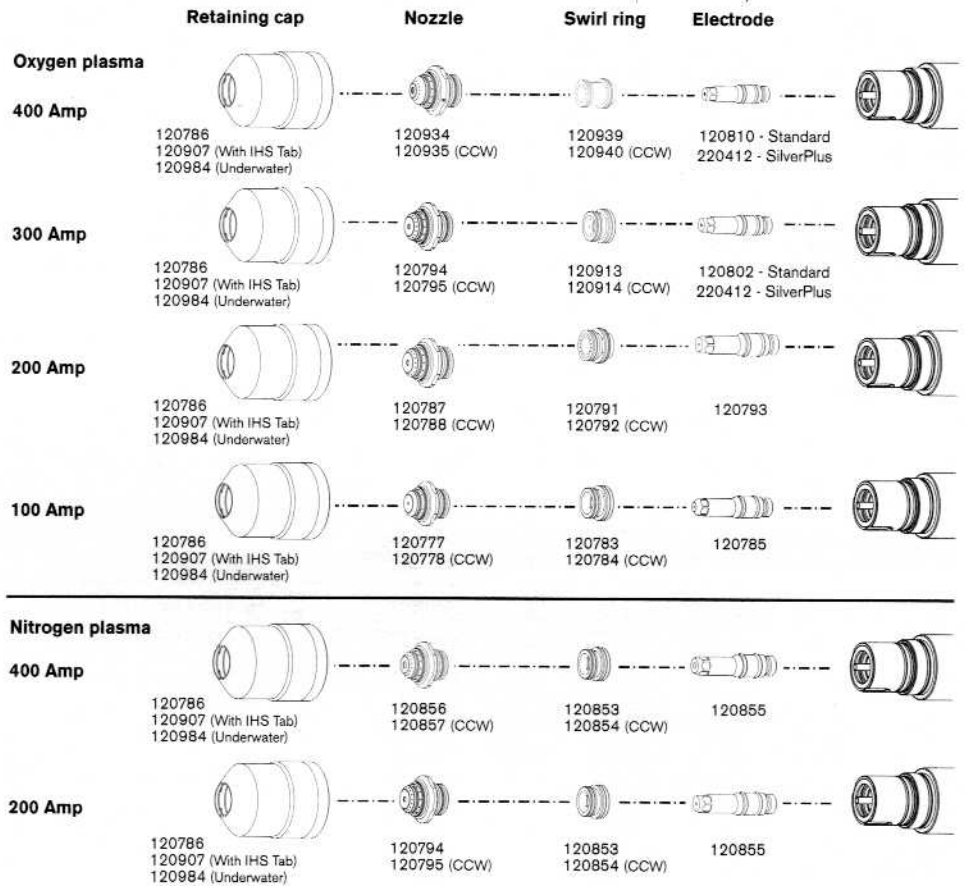 Retaining cap Nozzle Swirl ring Electrode
Oxygen plasma
400 Amp
120786 120934 120939 120810 - Standard
120907 (With IHS Tab) 120935 (CCW) 120940 (CCW) 220412 - SilverPlus
120984 (Underwater)
300 Amp
120786 120794 120913 120802 - Standard
120907 (With IHS Tab) 120795 (CCW) 120914 (CCW) 220412 - SilverPlus
120984 (Underwater)
200 Amp
120786 120787 120791 120793
120907 (With IHS Tab) 120788 (CCW) 120792 (CCW)
120984 (Underwater)
100 Amp
120786 120777 120783 120785
120907 (With IHS Tab) 120778 (CCW) 120784 (CCW)
120984 (Underwater)
Nitrogen plasma
400 Amp
120786 120856 120853 120855
120907 (With IHS Tab) 120857 (CCW) 120854 (CCW)
120984 (Underwater)
200 Amp
120786 120794 120853 120855
120907 (With IHS Tab) 120795 (CCW) 120854 (CCW)
120984 (Underwater)